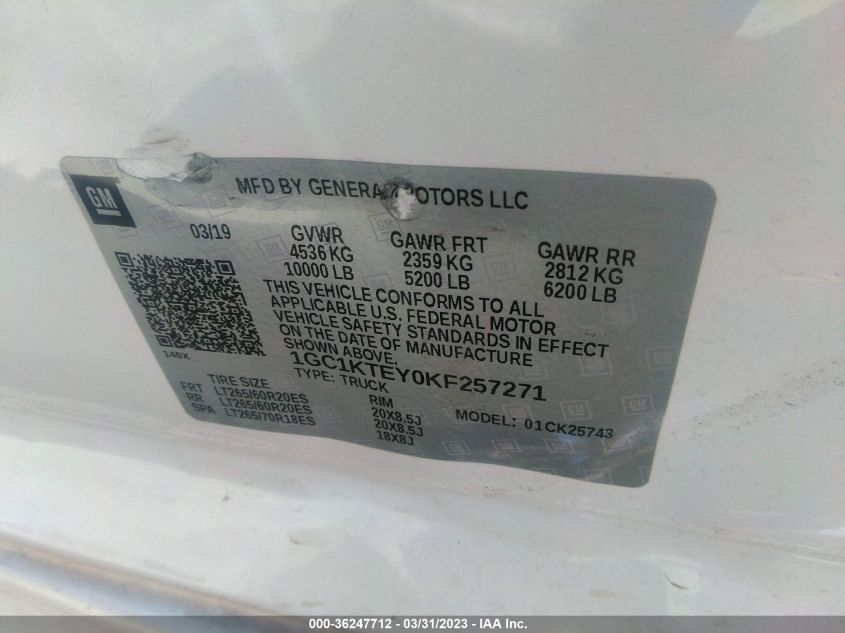 GM
MFD BY GENERAL MOTORS LLC
03/19
GVWR
4536 KG
10000 LB
GAWR FRT
2359 KG
5200 LB
GAWR RR
2812 KG
6200 LB
THIS VEHICLE CONFORMS TO ALL
APPLICABLE U.S. FEDERAL MOTOR
VEHICLE SAFETY STANDARDS IN EFFECT
ON THE DATE OF MANUFACTURE
SHOWN ABOVE.
140X
1GC1KTEY0KF257271
TYPE: TRUCK
MODEL: 01CK25743
TIRE SIZE
RIM
FRT LT265/60R20ES 20X8.5J
RR LT265/60R20ES 20X8.5J
SPA LT265/70R18ES 18X8J
000-36247712 - 03/31/2023 - IAA Inc.